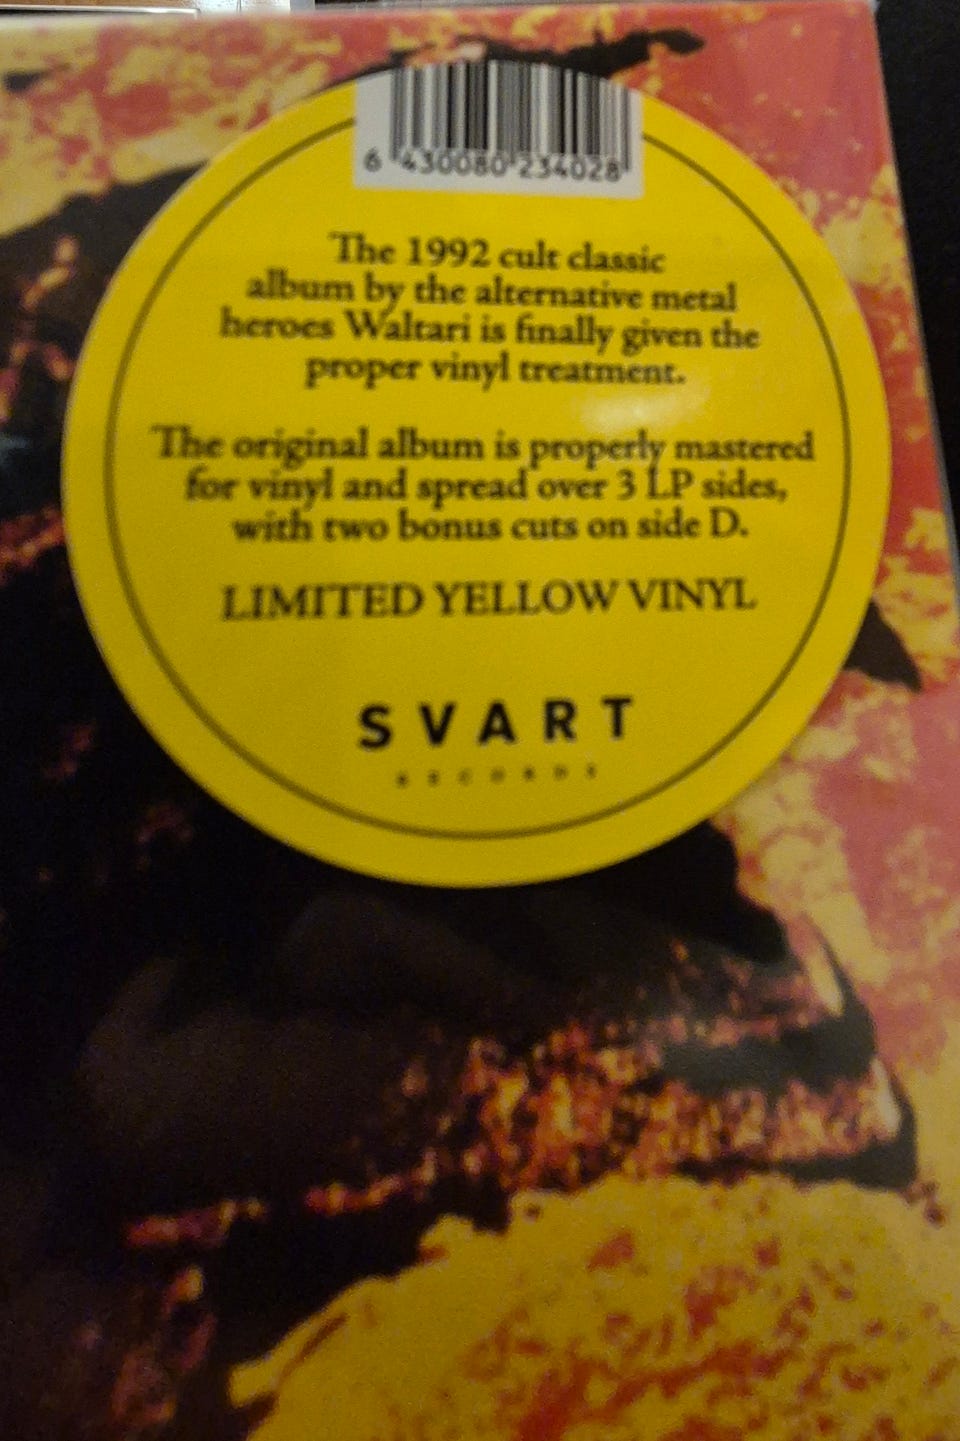 6 430080 234028
The 1992 cult classic
album by the alternative metal
heroes Waltari is finally given the
proper vinyl treatment.
The original album is properly mastered
for vinyl and spread over 3 LP sides,
with two bonus cuts on side D.
LIMITED YELLOW VINYL
SVART
RECORDS